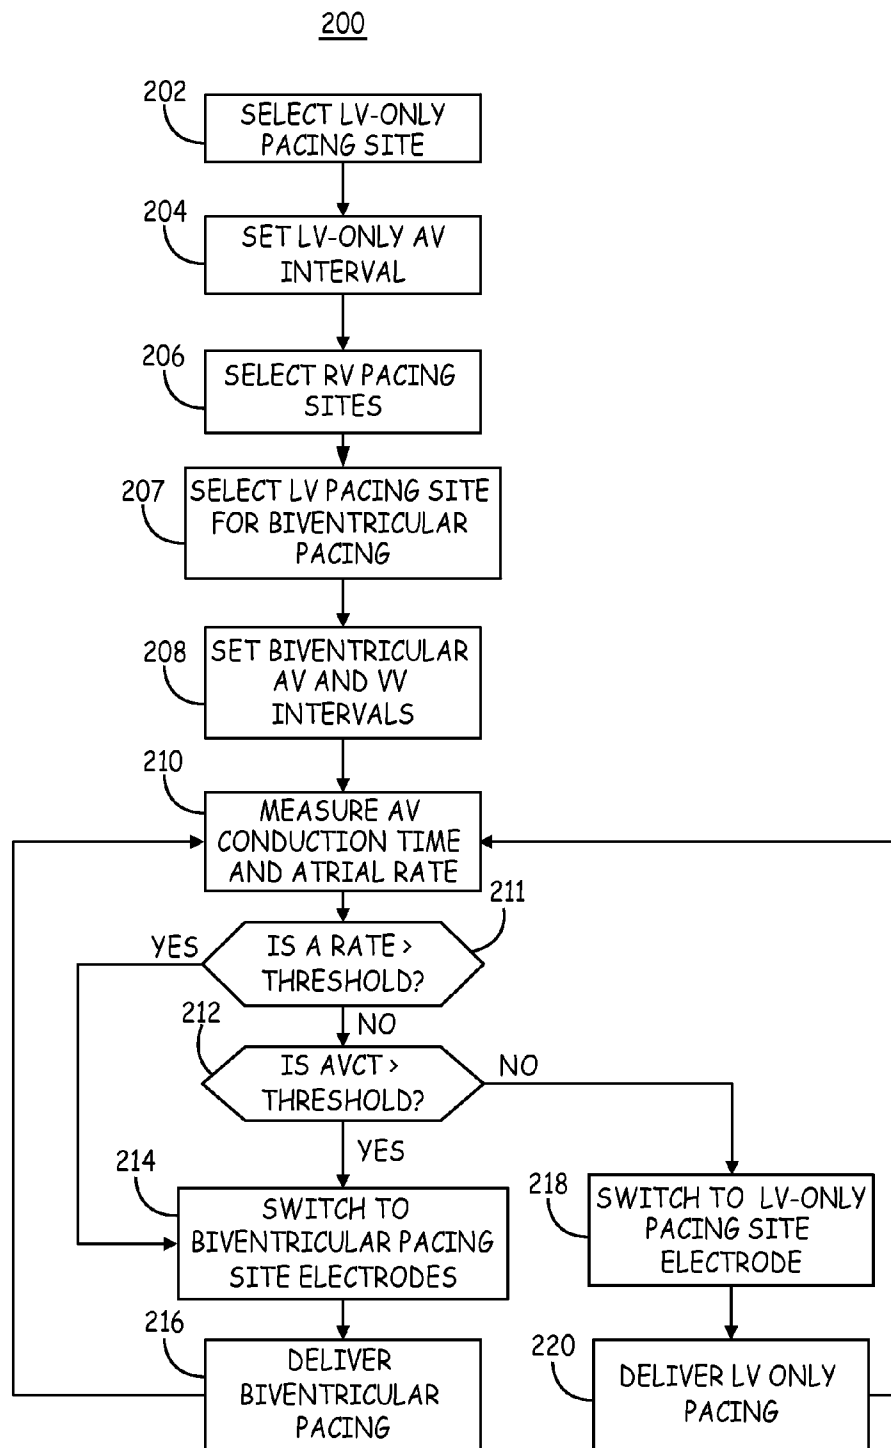 200
202
SELECT LV-ONLY
PACING SITE
204
SET LV-ONLY AV
INTERVAL
206
SELECT RV PACING
SITES
207
SELECT LV PACING SITE
FOR BIVENTRICULAR
PACING
208
SET BIVENTRICULAR
AV AND VV
INTERVALS
210
MEASURE AV
CONDUCTION TIME
AND ATRIAL RATE
211
YES
IS A RATE >
THRESHOLD?
NO
212
IS AVCT >
THRESHOLD?
NO
YES
214
SWITCH TO
BIVENTRICULAR PACING
SITE ELECTRODES
218
SWITCH TO LV-ONLY
PACING SITE
ELECTRODE
216
DELIVER
BIVENTRICULAR
PACING
220
DELIVER LV ONLY
PACING